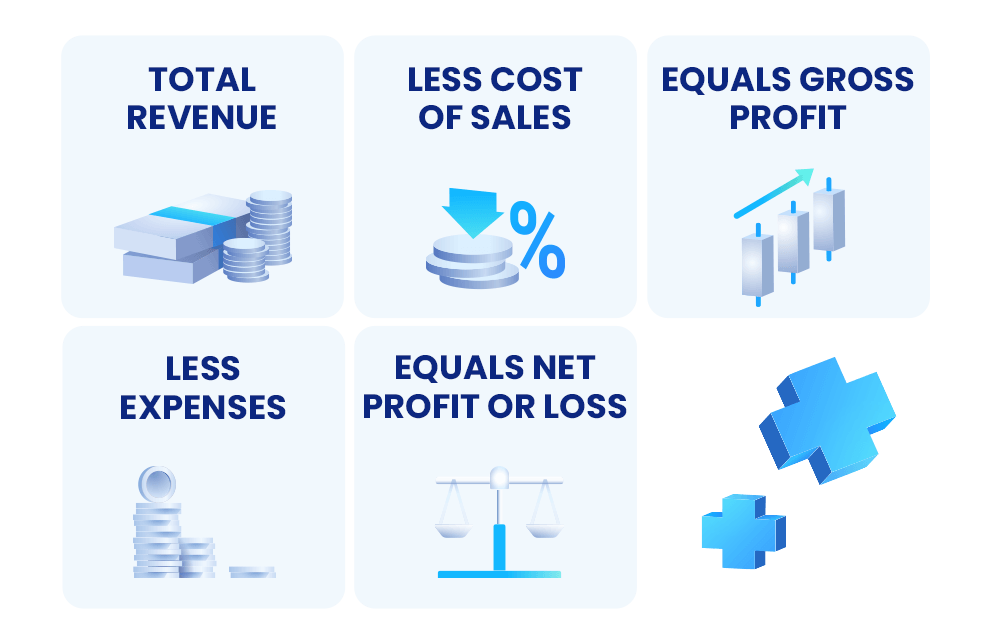 TOTAL
REVENUE
LESS COST
OF SALES
EQUALS GROSS
PROFIT
%
LESS
EXPENSES
EQUALS NET
PROFIT OR LOSS